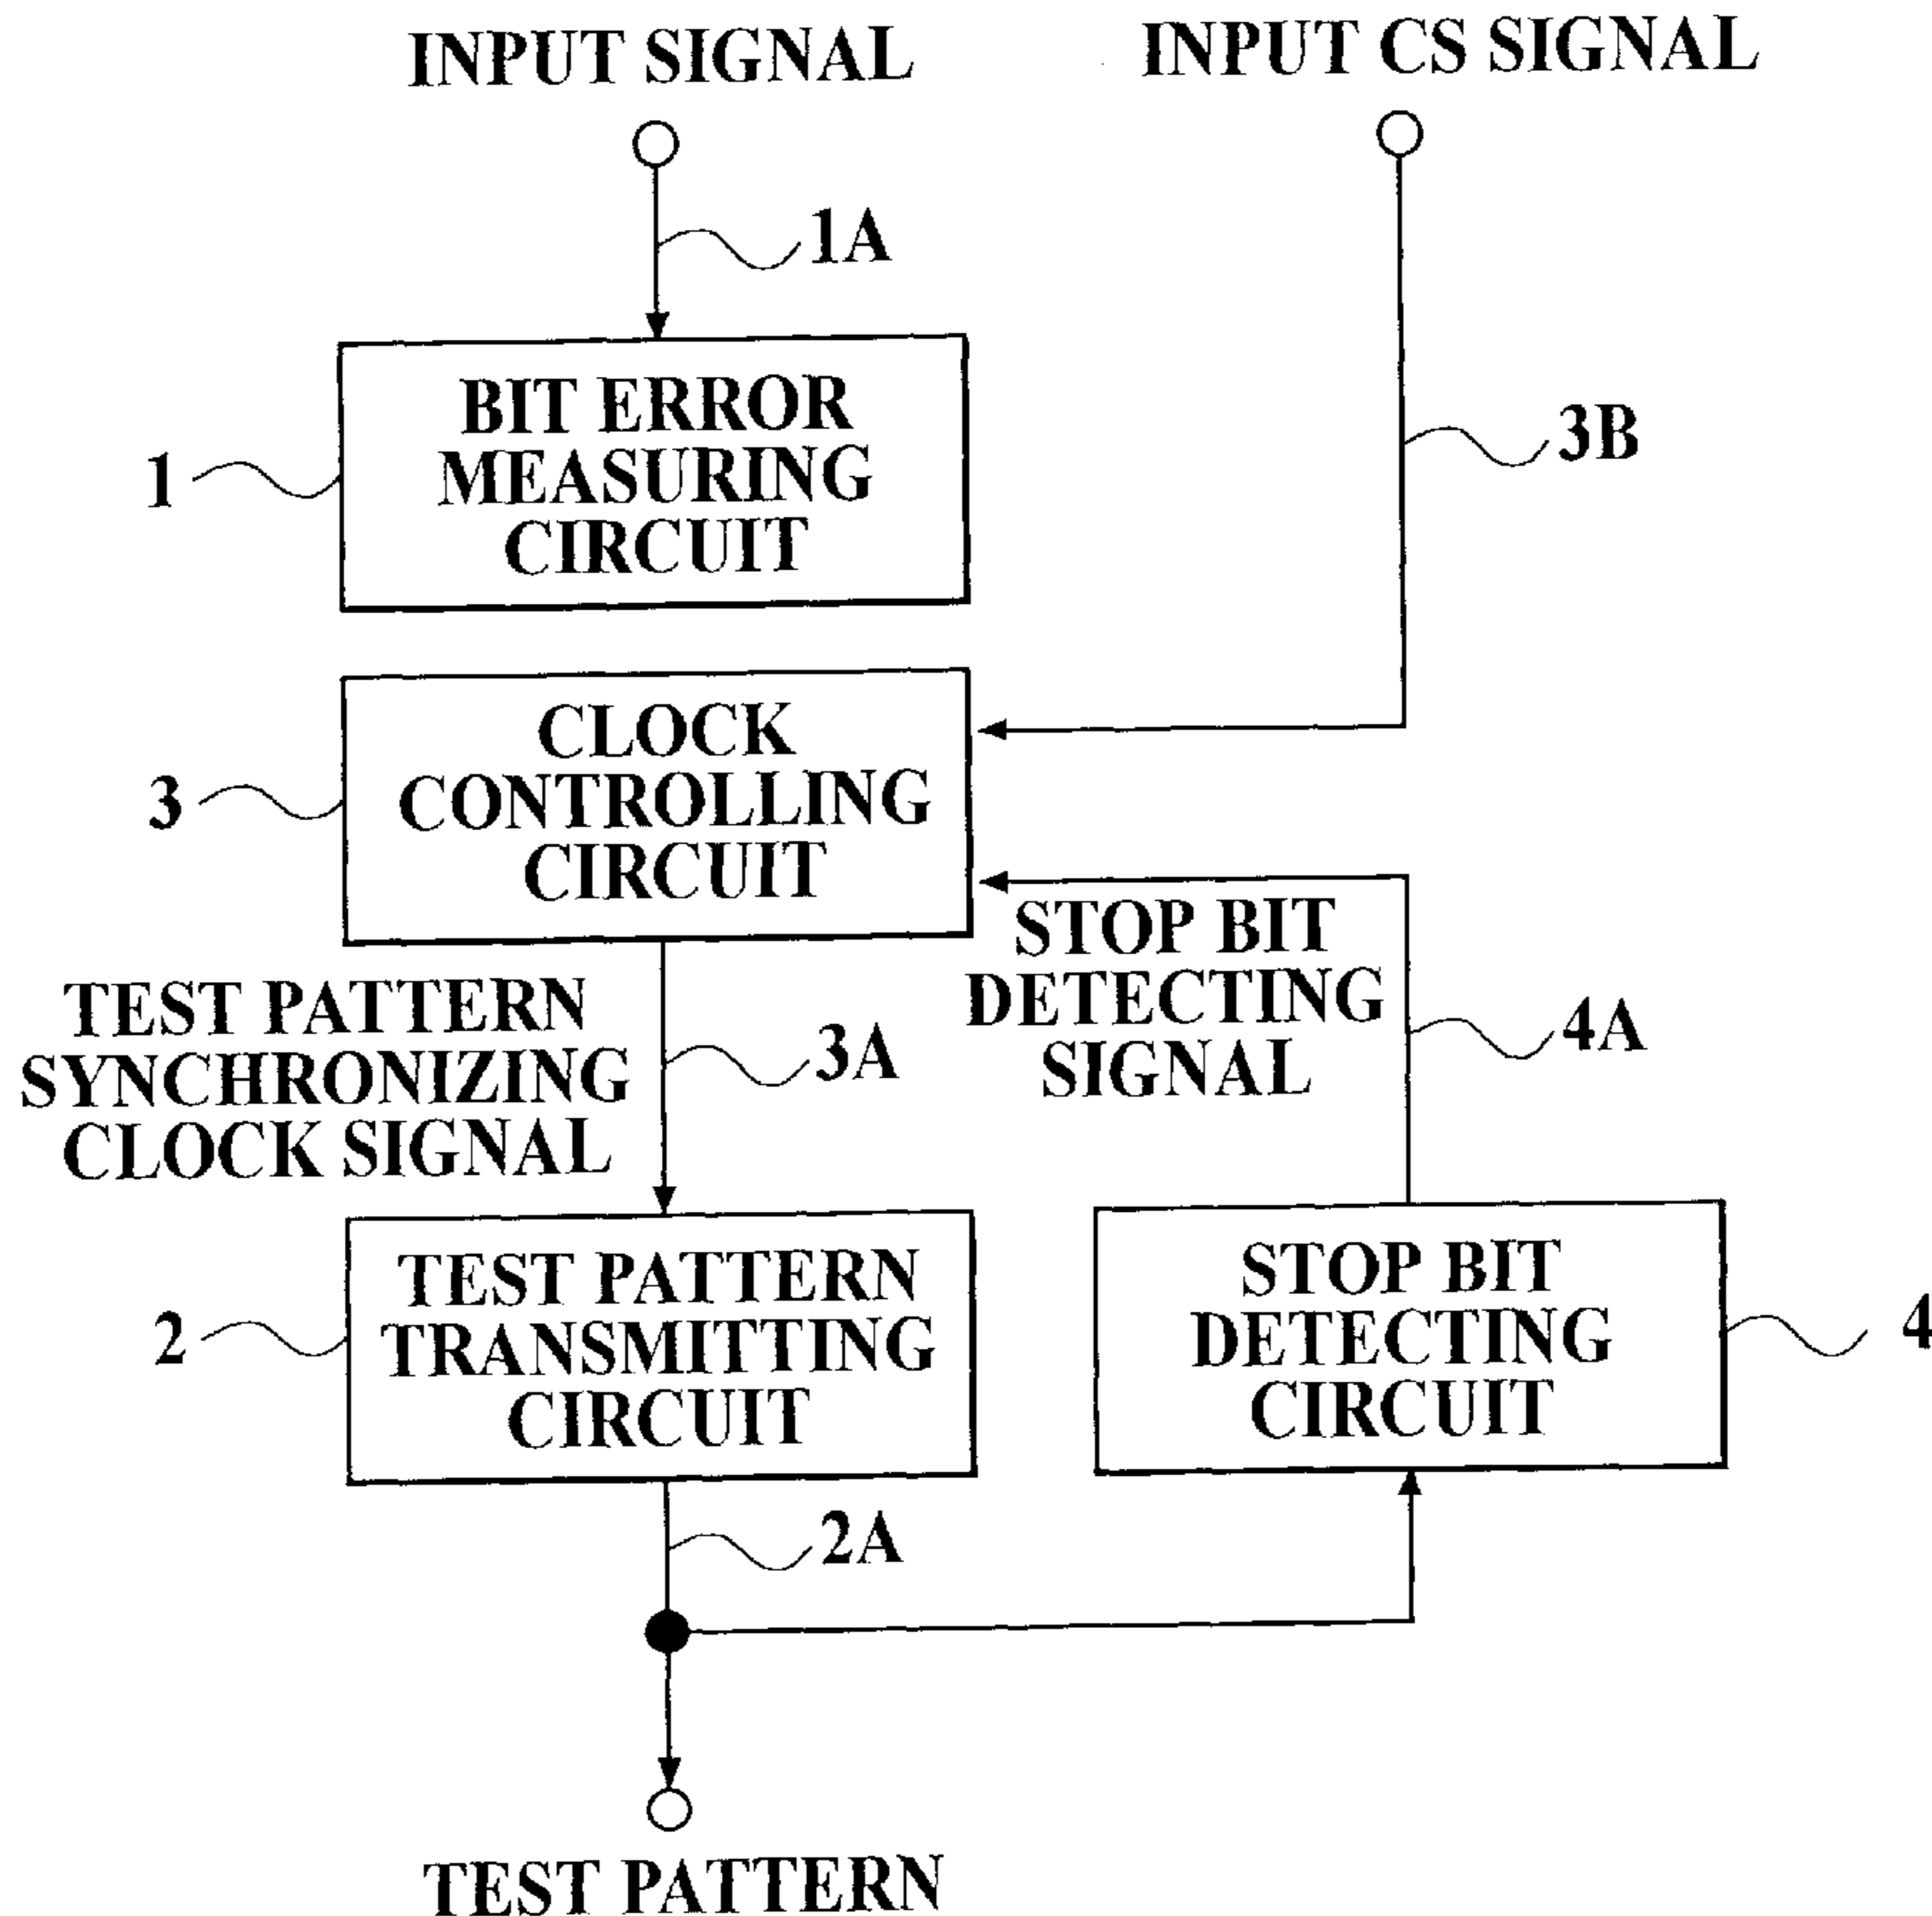 INPUT SIGNAL
INPUT CS SIGNAL
1A
BIT ERROR
MEASURING
CIRCUIT
1
3B
CLOCK
CONTROLLING
CIRCUIT
3
STOP BIT
DETECTING
SIGNAL
4A
TEST PATTERN
SYNCHRONIZING
CLOCK SIGNAL
3A
TEST PATTERN
TRANSMITTING
CIRCUIT
2
STOP BIT
DETECTING
CIRCUIT
4
2A
TEST PATTERN